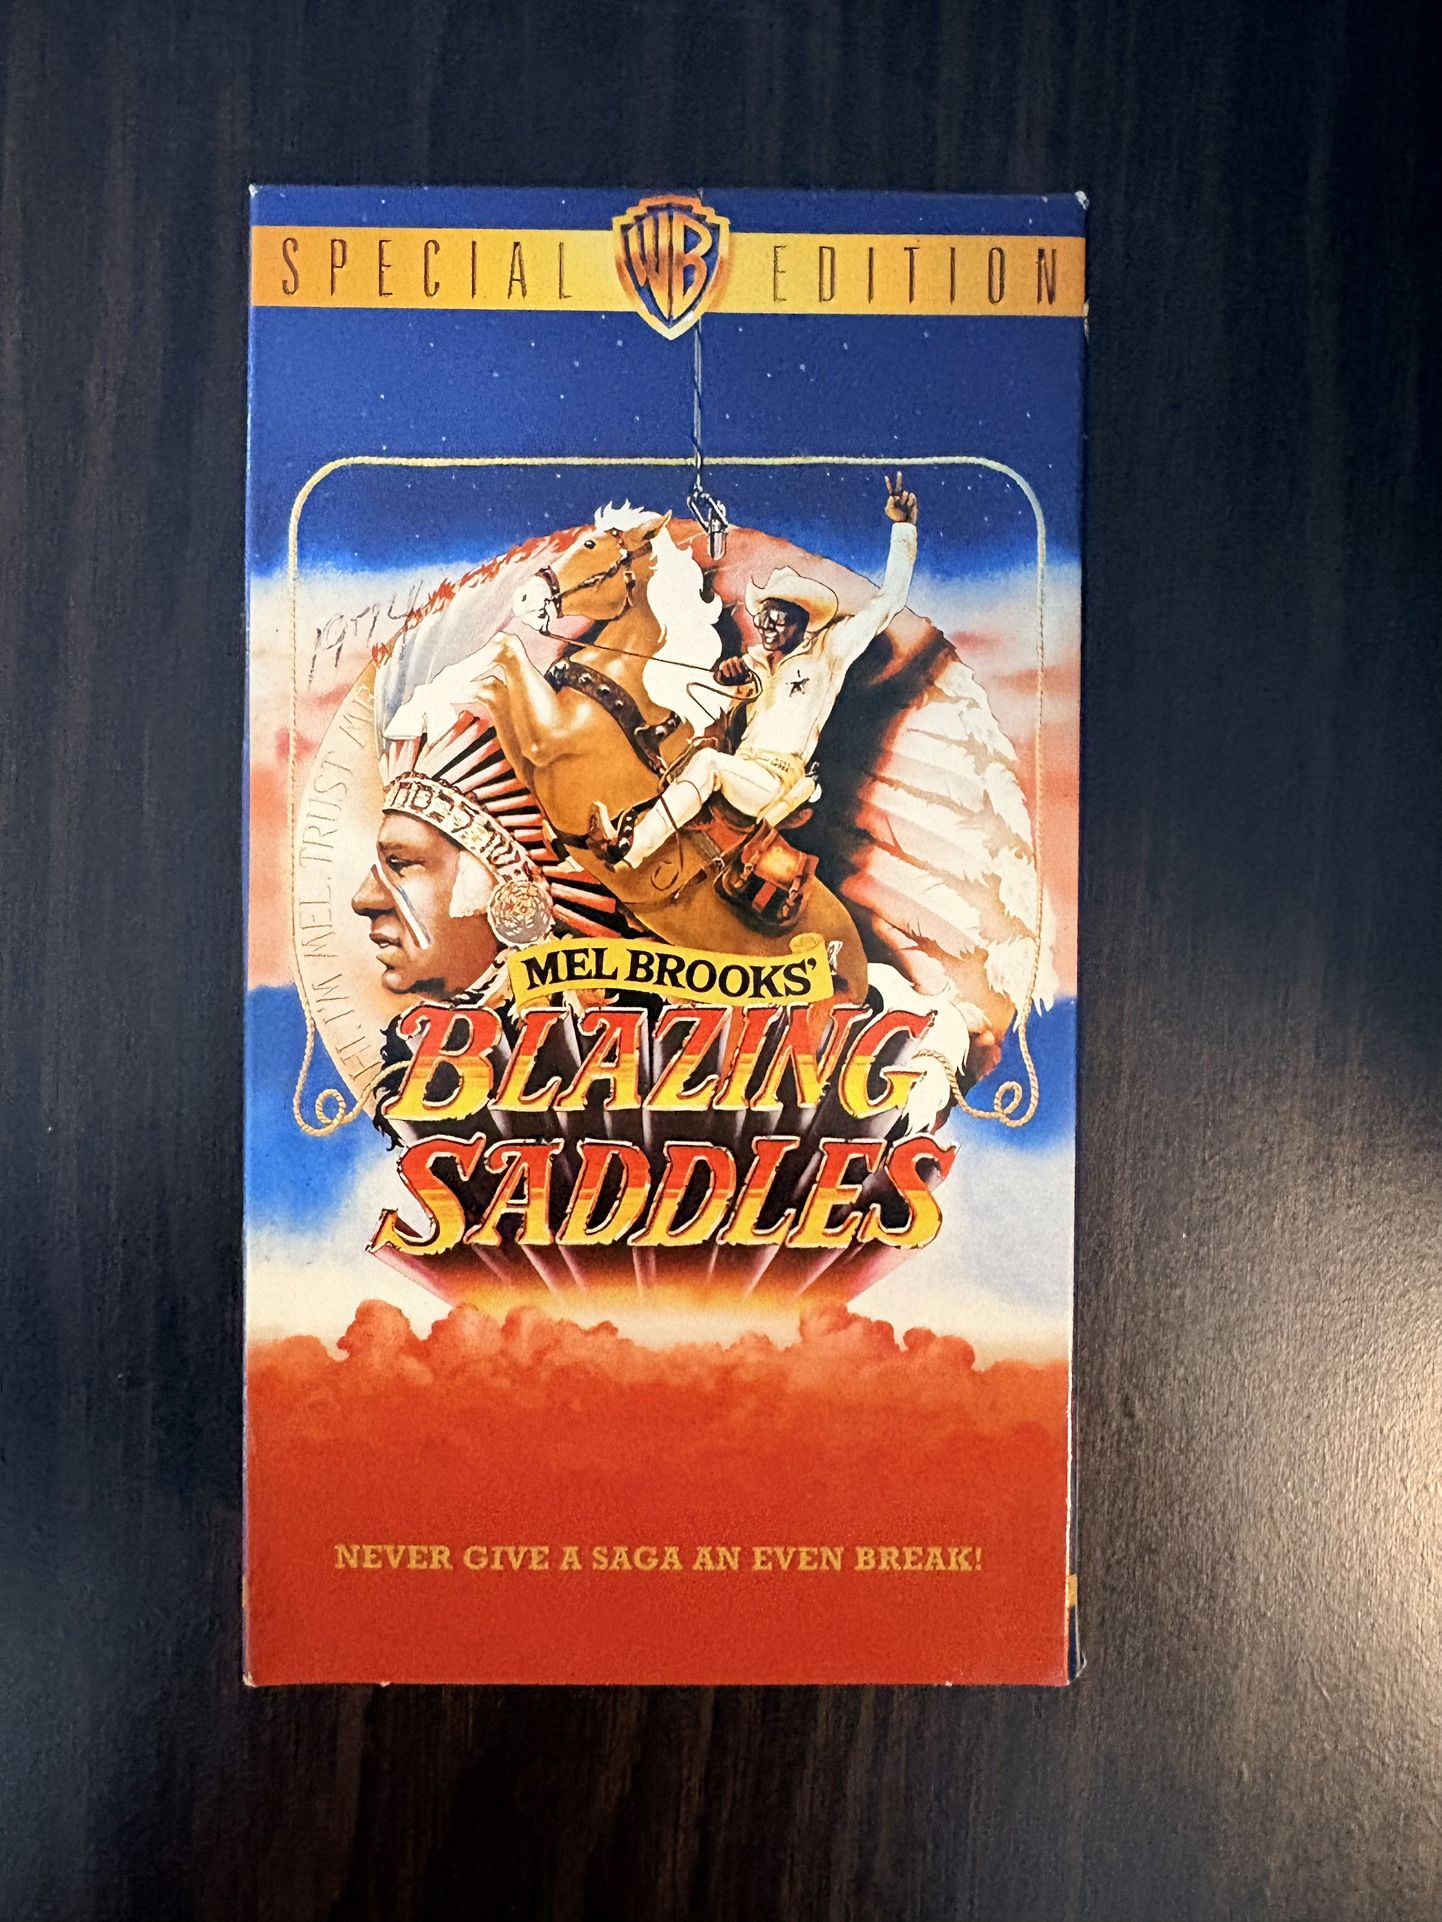 SPECIAL WB EDITION
1974
HI, I'M MEL. TRUST ME
MEL BROOKS'
BLAZING
SADDLES
NEVER GIVE A SAGA AN EVEN BREAK!